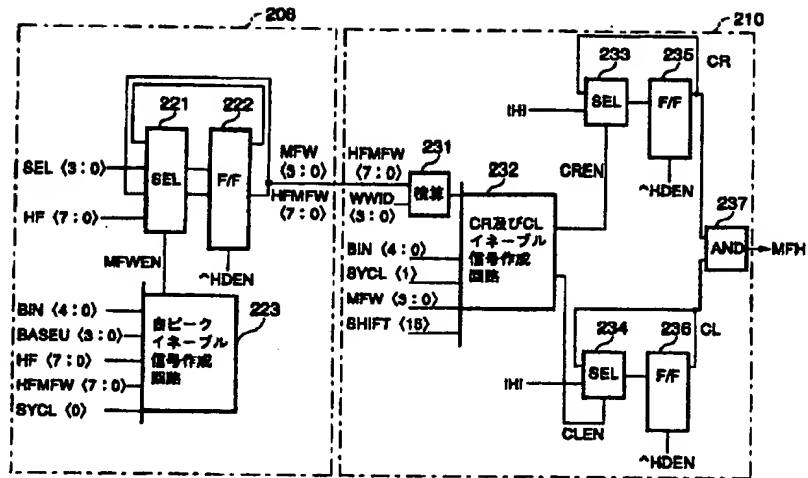 208
210
221
222
SEL ⟨3:0⟩
HF ⟨7:0⟩
SEL
F/F
MFW
⟨3:0⟩
HFMFW
⟨7:0⟩
MFWEN
^HDEN
BIN ⟨4:0⟩
BASEU ⟨3:0⟩
HF ⟨7:0⟩
HFMFW ⟨7:0⟩
SYCL ⟨0⟩
白ピーク
イネーブル
信号作成
回路
223
HFMFW
⟨7:0⟩
WWID
⟨3:0⟩
231
積算
232
BIN ⟨4:0⟩
SYCL ⟨1⟩
MFW ⟨3:0⟩
SHIFT ⟨15⟩
CR及びCL
イネーブル
信号作成
回路
CREN
CLEN
233
235
CR
IHI
SEL
F/F
^HDEN
237
AND
MFH
234
236
CL
IHI
SEL
F/F
^HDEN